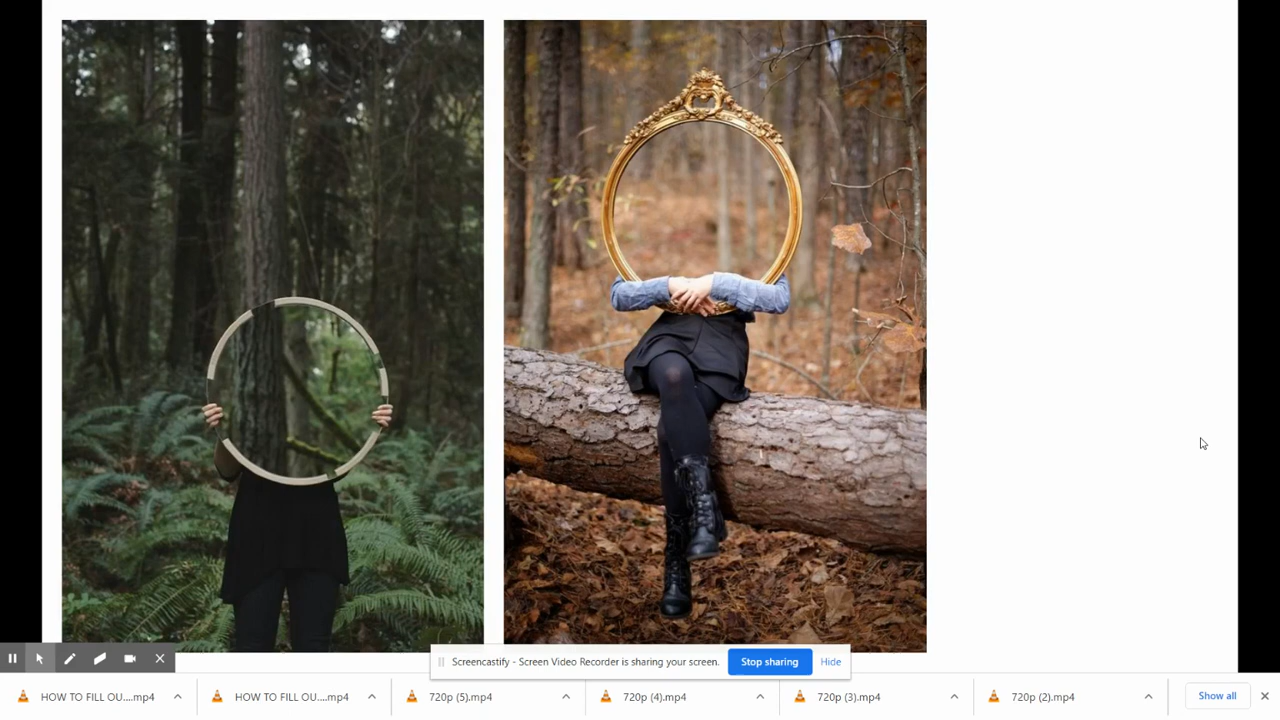 Screencastify - Screen Video Recorder is sharing your screen.
Stop sharing
Hide
HOW TO FILL OU....mp4
HOW TO FILL OU....mp4
720p (5).mp4
720p (4).mp4
720p (3).mp4
720p (2).mp4
Show all